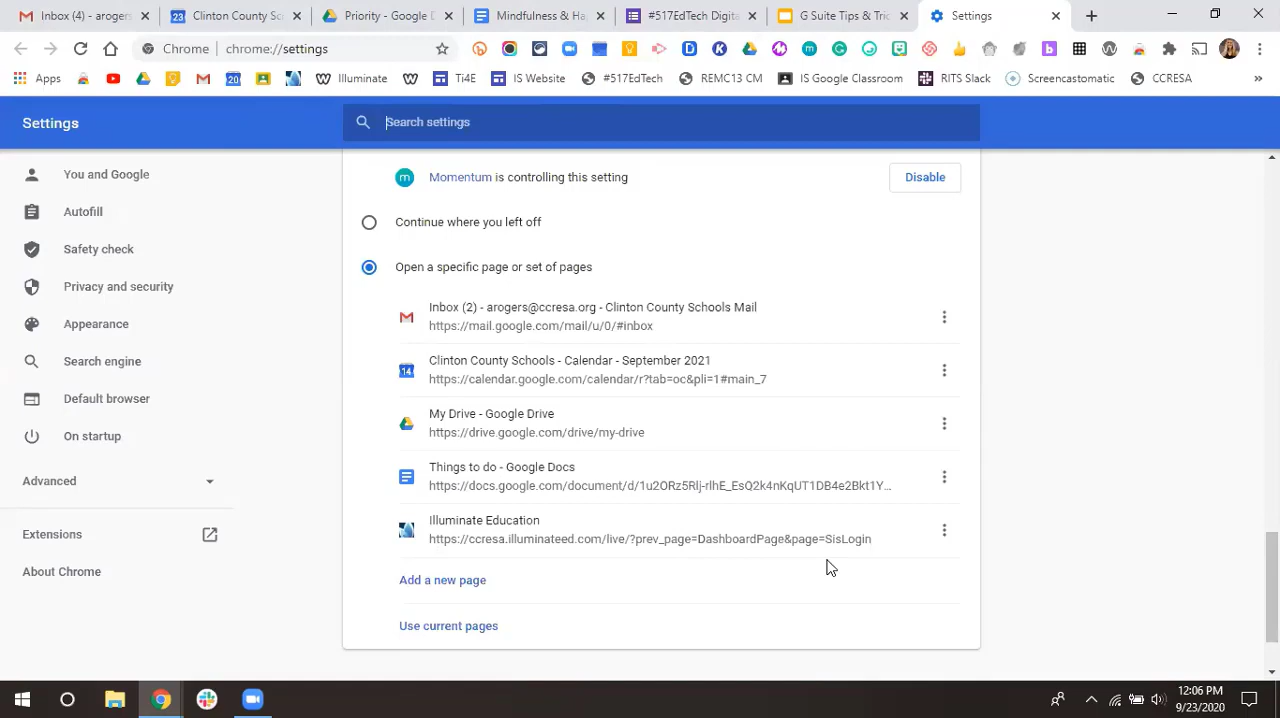 Inbox (4) - arogers
Clinton County Sc
Priority - Google D
Mindfulness & Ha
#517EdTech Digita
G Suite Tips & Tric
Settings
Chrome
chrome://settings
Apps
Illuminate
Ti4E
IS Website
#517EdTech
REMC13 CM
IS Google Classroom
RITS Slack
Screencastomatic
CCRESA
Settings
Search settings
You and Google
Autofill
Safety check
Privacy and security
Appearance
Search engine
Default browser
On startup
Advanced
Extensions
About Chrome
Momentum is controlling this setting
Disable
Continue where you left off
Open a specific page or set of pages
Inbox (2) - arogers@ccresa.org - Clinton County Schools Mail
https://mail.google.com/mail/u/0/#inbox
Clinton County Schools - Calendar - September 2021
https://calendar.google.com/calendar/r?tab=oc&pli=1#main_7
My Drive - Google Drive
https://drive.google.com/drive/my-drive
Things to do - Google Docs
https://docs.google.com/document/d/1u2ORz5Rlj-rlhE_EsQ2k4nKqUT1DB4e2Bkt1Y...
Illuminate Education
https://ccresa.illuminateed.com/live/?prev_page=DashboardPage&page=SisLogin
Add a new page
Use current pages
12:06 PM
9/23/2020